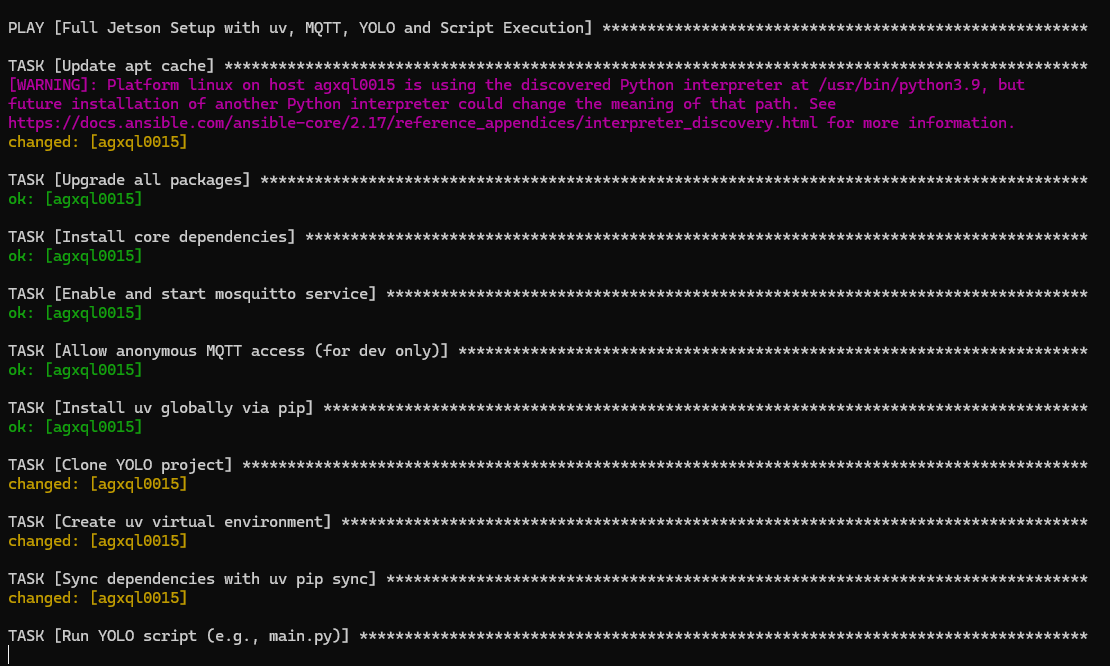 PLAY [Full Jetson Setup with uv, MQTT, YOLO and Script Execution] ******************************************************
TASK [Update apt cache] ************************************************************************************************
[WARNING]: Platform linux on host agxql0015 is using the discovered Python interpreter at /usr/bin/python3.9, but
future installation of another Python interpreter could change the meaning of that path. See
https://docs.ansible.com/ansible-core/2.17/reference_appendices/interpreter_discovery.html for more information.
changed: [agxql0015]
TASK [Upgrade all packages] ********************************************************************************************
ok: [agxql0015]
TASK [Install core dependencies] ***************************************************************************************
ok: [agxql0015]
TASK [Enable and start mosquitto service] ******************************************************************************
ok: [agxql0015]
TASK [Allow anonymous MQTT access (for dev only)] **********************************************************************
ok: [agxql0015]
TASK [Install uv globally via pip] *************************************************************************************
ok: [agxql0015]
TASK [Clone YOLO project] **********************************************************************************************
changed: [agxql0015]
TASK [Create uv virtual environment] ***********************************************************************************
changed: [agxql0015]
TASK [Sync dependencies with uv pip sync] ******************************************************************************
changed: [agxql0015]
TASK [Run YOLO script (e.g., main.py)] *********************************************************************************